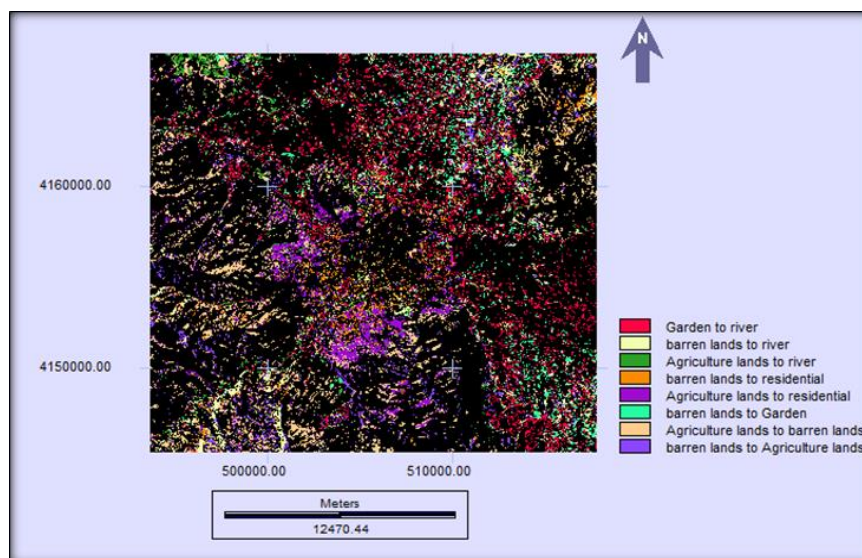 N
4160000.00
4150000.00
500000.00
510000.00
Garden to river
barren lands to river
Agriculture lands to river
barren lands to residential
Agriculture lands to residential
barren lands to Garden
Agriculture lands to barren lands
barren lands to Agriculture lands
Meters
12470.44